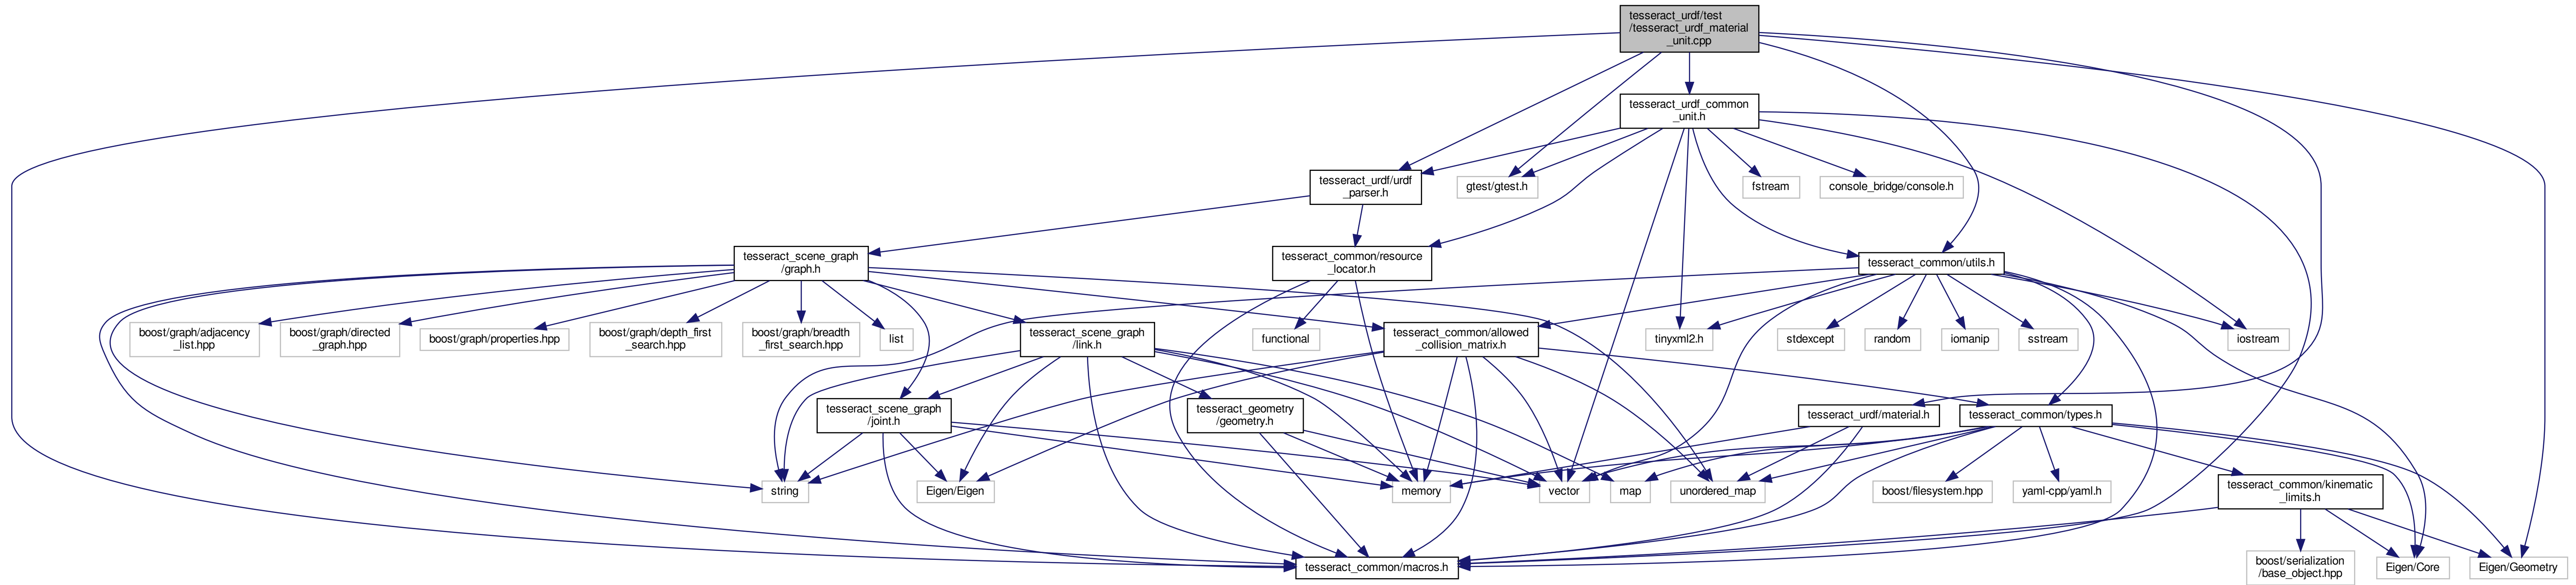 tesseract_urdf/test
/tesseract_urdf_material
_unit.cpp
tesseract_urdf_common
_unit.h
tesseract_urdf/urdf
_parser.h
gtest/gtest.h
fstream
console_bridge/console.h
tesseract_scene_graph
/graph.h
tesseract_common/resource
_locator.h
tesseract_common/utils.h
boost/graph/adjacency
_list.hpp
boost/graph/directed
_graph.hpp
boost/graph/properties.hpp
boost/graph/depth_first
_search.hpp
boost/graph/breadth
_first_search.hpp
list
tesseract_scene_graph
/link.h
functional
tesseract_common/allowed
_collision_matrix.h
tinyxml2.h
stdexcept
random
iomanip
sstream
iostream
tesseract_scene_graph
/joint.h
tesseract_geometry
/geometry.h
tesseract_urdf/material.h
tesseract_common/types.h
string
Eigen/Eigen
memory
vector
map
unordered_map
boost/filesystem.hpp
yaml-cpp/yaml.h
tesseract_common/kinematic
_limits.h
tesseract_common/macros.h
boost/serialization
/base_object.hpp
Eigen/Core
Eigen/Geometry